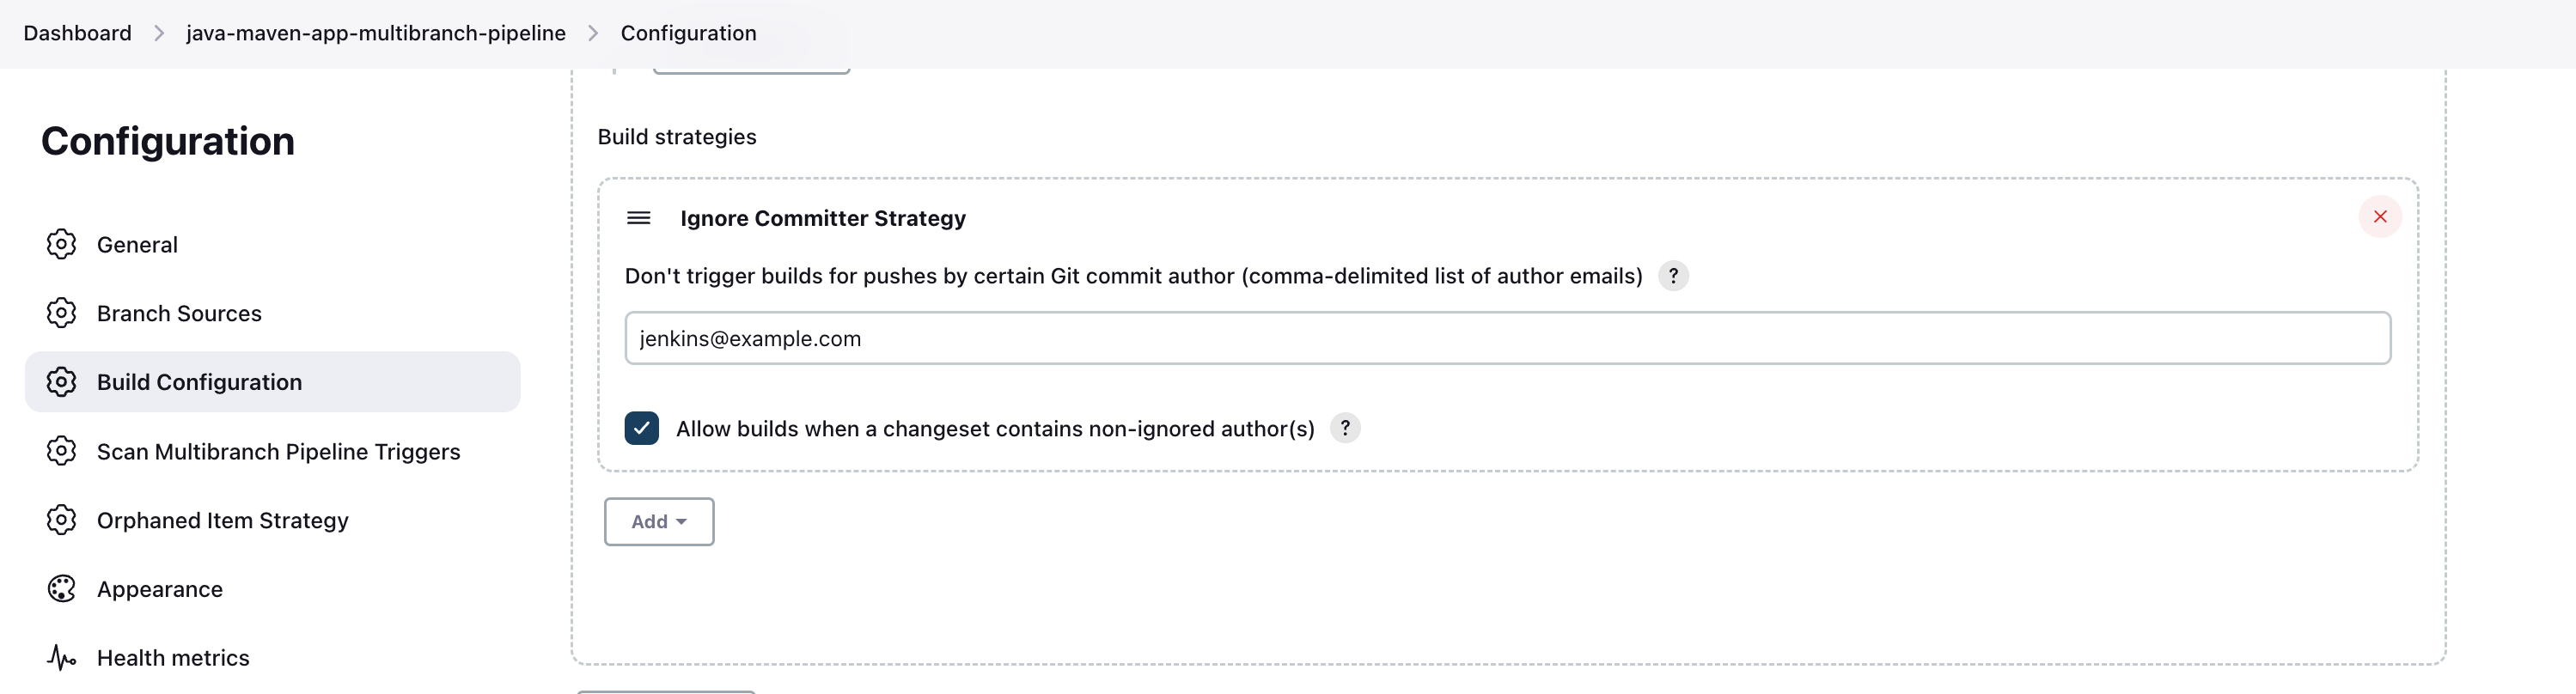 Dashboard > java-maven-app-multibranch-pipeline > Configuration
Configuration
General
Branch Sources
Build Configuration
Scan Multibranch Pipeline Triggers
Orphaned Item Strategy
Appearance
Health metrics
Build strategies
Ignore Committer Strategy
Don't trigger builds for pushes by certain Git commit author (comma-delimited list of author emails) ?
jenkins@example.com
Allow builds when a changeset contains non-ignored author(s) ?
Add